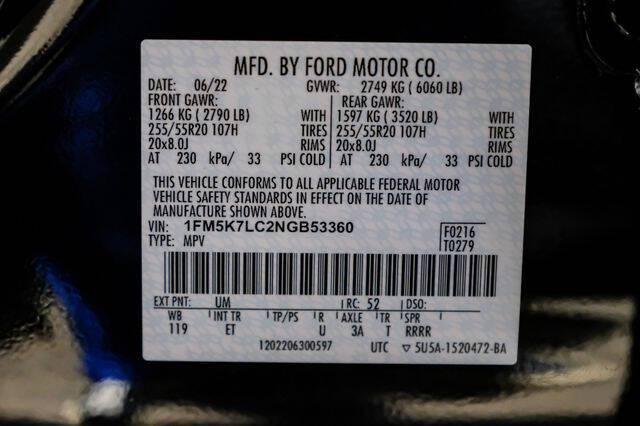 MFD. BY FORD MOTOR CO.
DATE: 06/22 GVWR: 2749 KG ( 6060 LB)
FRONT GAWR: REAR GAWR:
1266 KG ( 2790 LB) WITH 1597 KG ( 3520 LB) WITH
255/55R20 107H TIRES 255/55R20 107H TIRES
20x8.0J RIMS 20x8.0J RIMS
AT 230 kPa/ 33 PSI COLD AT 230 kPa/ 33 PSI COLD
THIS VEHICLE CONFORMS TO ALL APPLICABLE FEDERAL MOTOR
VEHICLE SAFETY STANDARDS IN EFFECT ON THE DATE OF
MANUFACTURE SHOWN ABOVE.
VIN: 1FM5K7LC2NGB53360 F0216
TYPE: MPV T0279
EXT PNT: UM RC: 52 DSO:
WB INT TR TP/PS R AXLE TR SPR
119 ET U 3A T RRRR
1202206300597 UTC ▽ 5U5A-1520472-BA